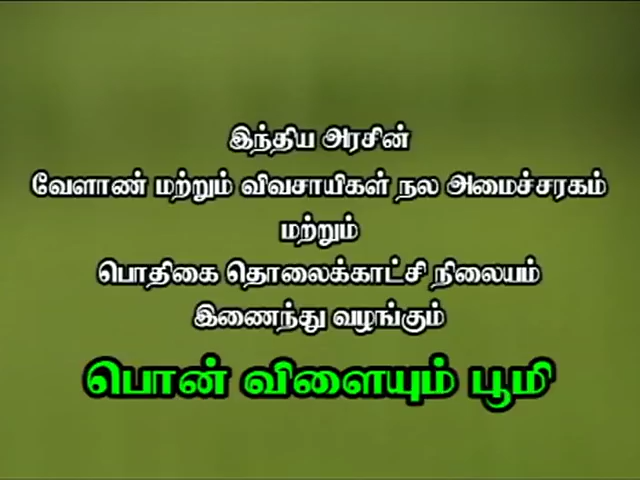 இந்திய அரசின்
வேளாண் மற்றும் விவசாயிகள் நல அமைச்சரகம்
மற்றும்
பொதிகை தொலைக்காட்சி நிலையம்
இணைந்து வழங்கும்
பொன் விளையும் பூமி